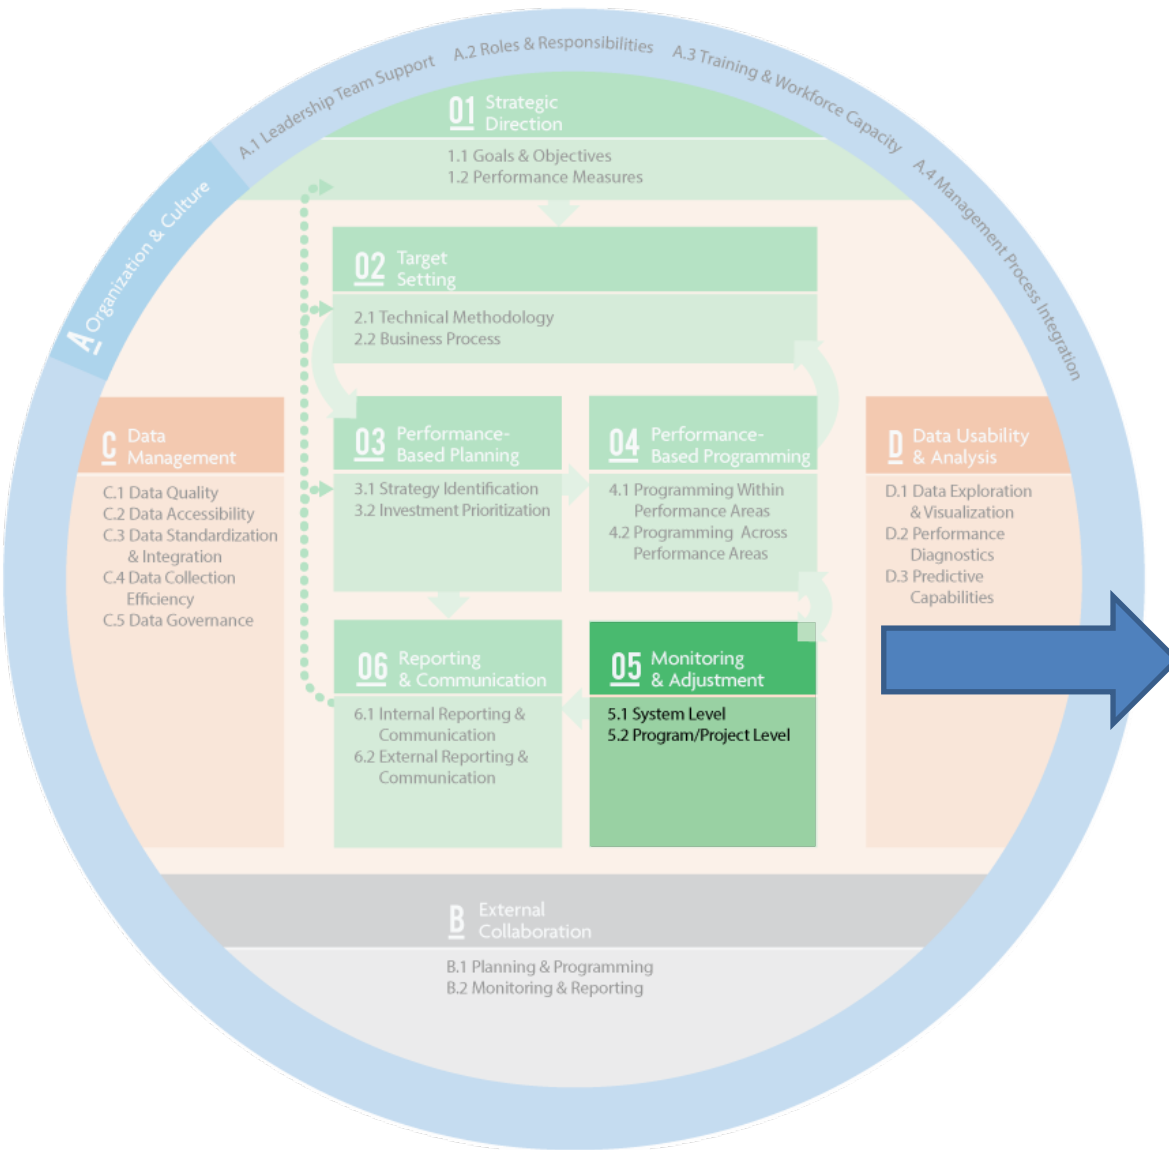 A.1 Leadership Team Support
A.2 Roles & Responsibilities
A.3 Training & Workforce Capacity
A.4 Management Process Integration
A Organization & Culture
01 Strategic
Direction
1.1 Goals & Objectives
1.2 Performance Measures
02 Target
Setting
2.1 Technical Methodology
2.2 Business Process
C Data
Management
C.1 Data Quality
C.2 Data Accessibility
C.3 Data Standardization
& Integration
C.4 Data Collection
Efficiency
C.5 Data Governance
03 Performance-
Based Planning
3.1 Strategy Identification
3.2 Investment Prioritization
04 Performance-
Based Programming
4.1 Programming Within
Performance Areas
4.2 Programming Across
Performance Areas
D Data Usability
& Analysis
D.1 Data Exploration
& Visualization
D.2 Performance
Diagnostics
D.3 Predictive
Capabilities
06 Reporting
& Communication
6.1 Internal Reporting &
Communication
6.2 External Reporting &
Communication
05 Monitoring
& Adjustment
5.1 System Level
5.2 Program/Project Level
B External
Collaboration
B.1 Planning & Programming
B.2 Monitoring & Reporting